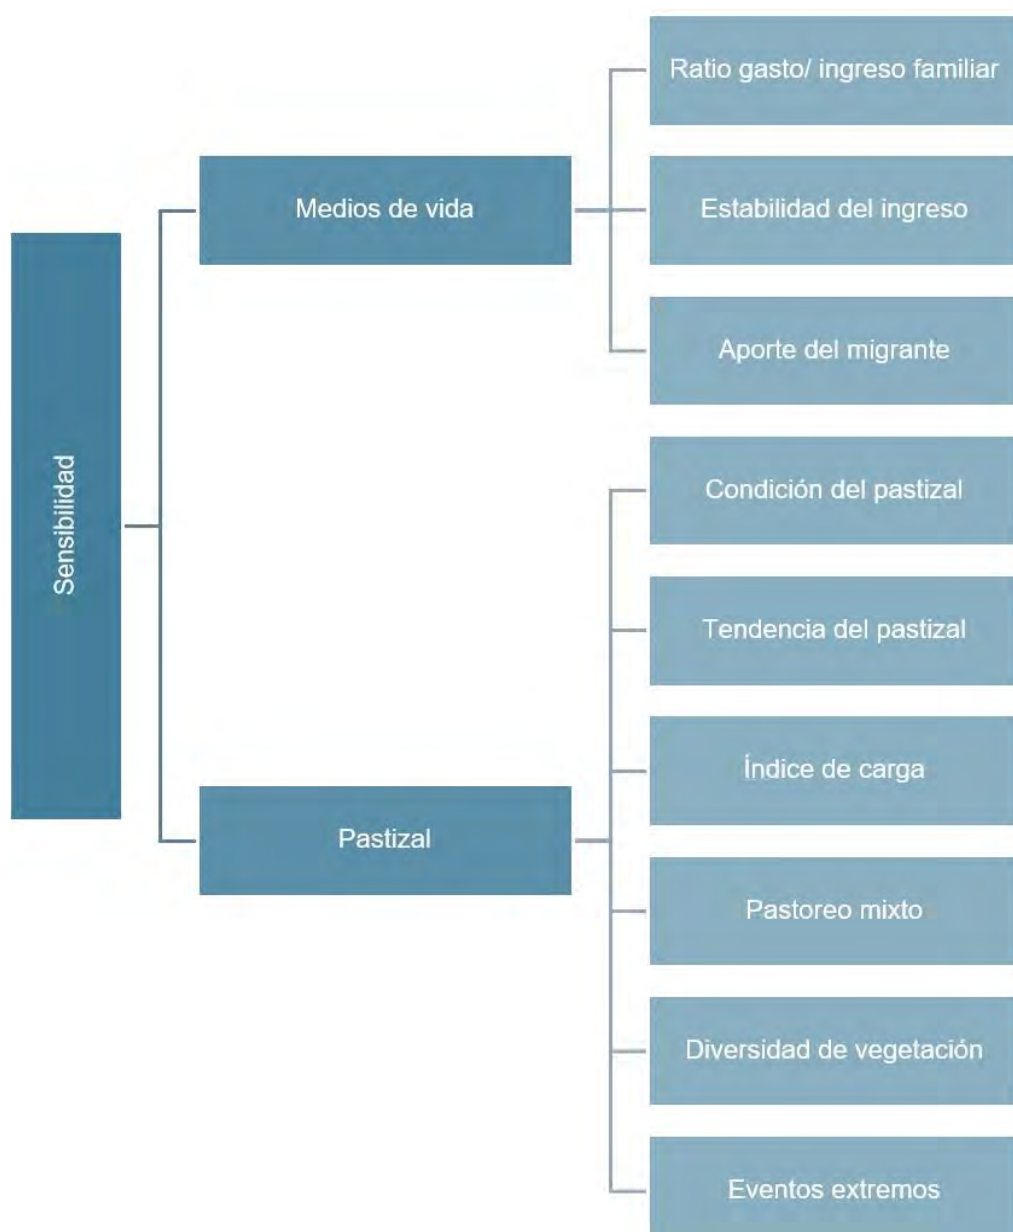 Sensibilidad
Medios de vida
Ratio gasto/ ingreso familiar
Estabilidad del ingreso
Aporte del migrante
Pastizal
Condición del pastizal
Tendencia del pastizal
Índice de carga
Pastoreo mixto
Diversidad de vegetación
Eventos extremos